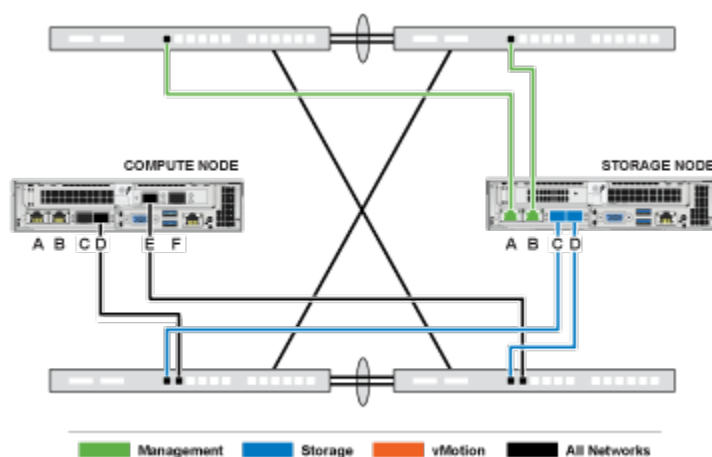 COMPUTE NODE
STORAGE NODE
A B C D E F
A B C D
Management Storage vMotion All Networks